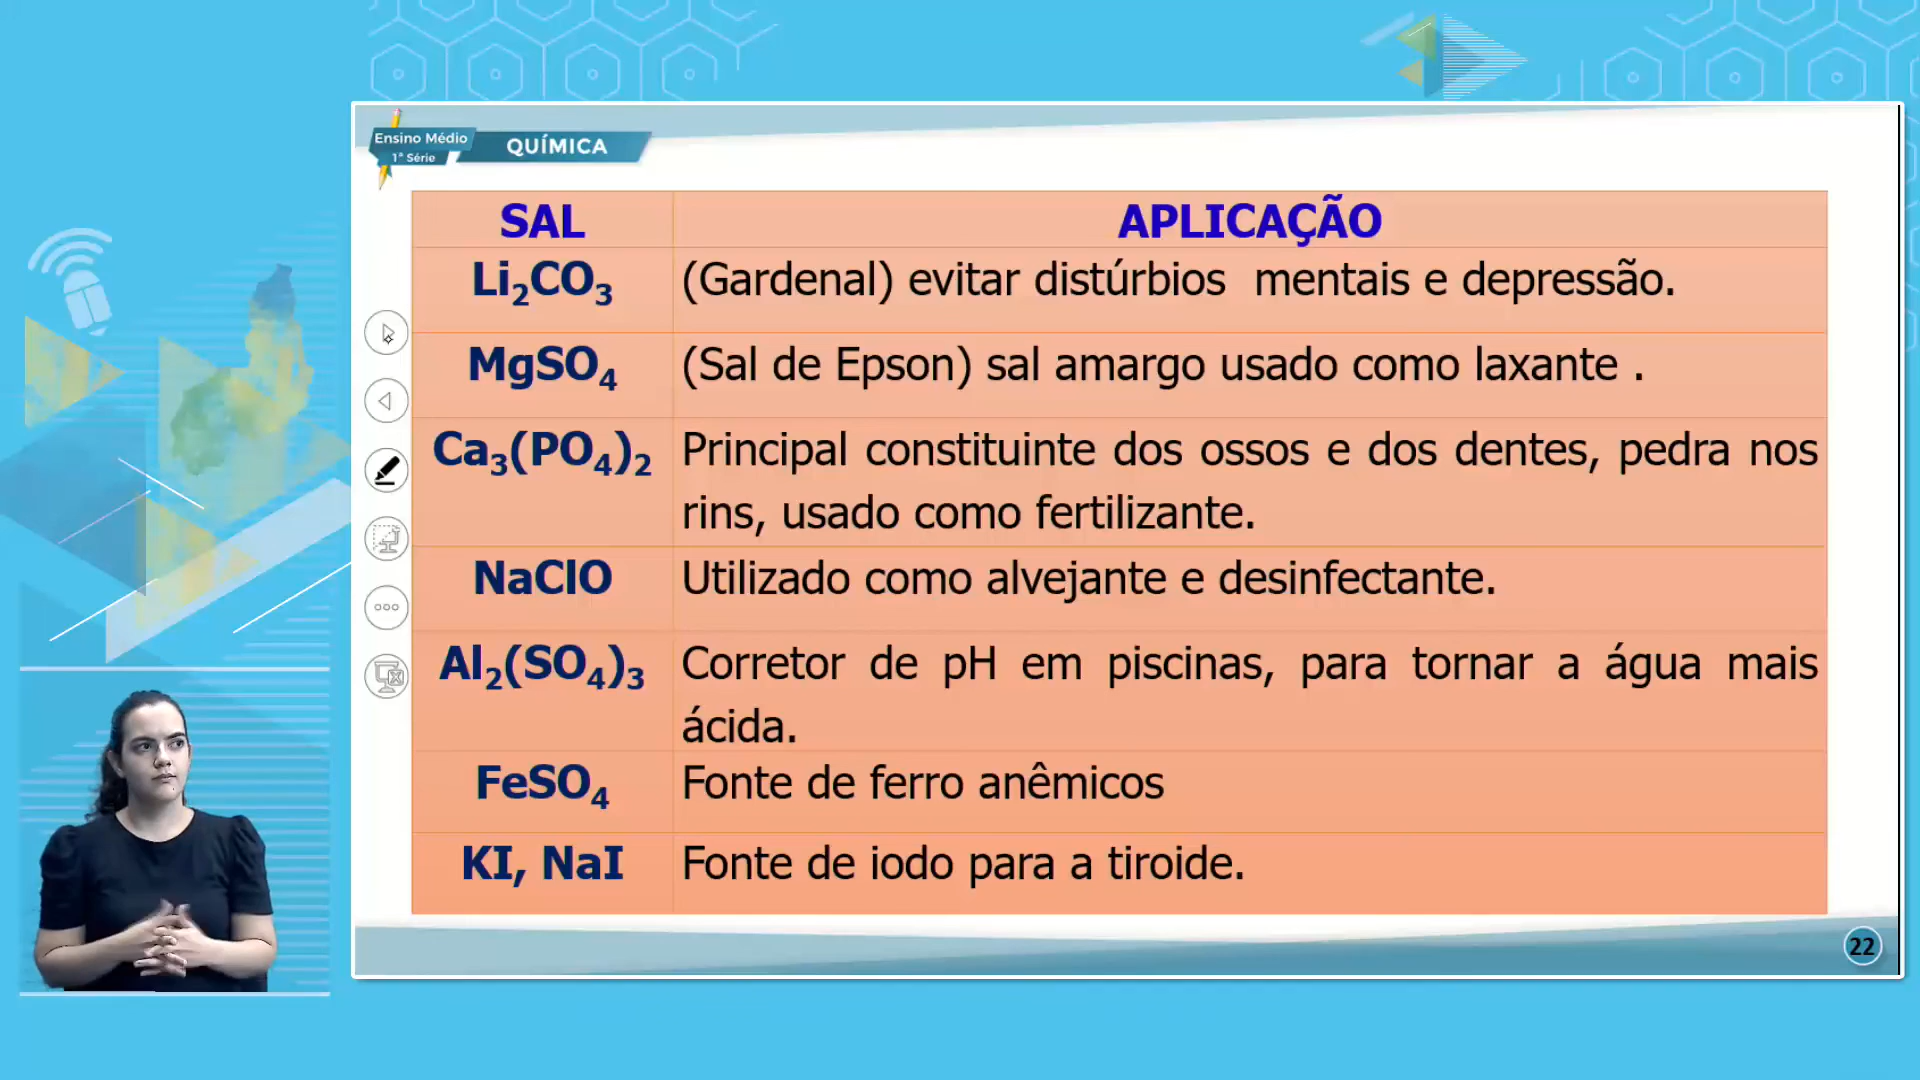 Ensino Médio
1ª Série
QUÍMICA
SAL APLICAÇÃO
Li₂CO₃ (Gardenal) evitar distúrbios mentais e depressão.
MgSO₄ (Sal de Epson) sal amargo usado como laxante .
Ca₃(PO₄)₂ Principal constituinte dos ossos e dos dentes, pedra nos
rins, usado como fertilizante.
NaClO Utilizado como alvejante e desinfectante.
Al₂(SO₄)₃ Corretor de pH em piscinas, para tornar a água mais
ácida.
FeSO₄ Fonte de ferro anêmicos
KI, NaI Fonte de iodo para a tiroide.
22